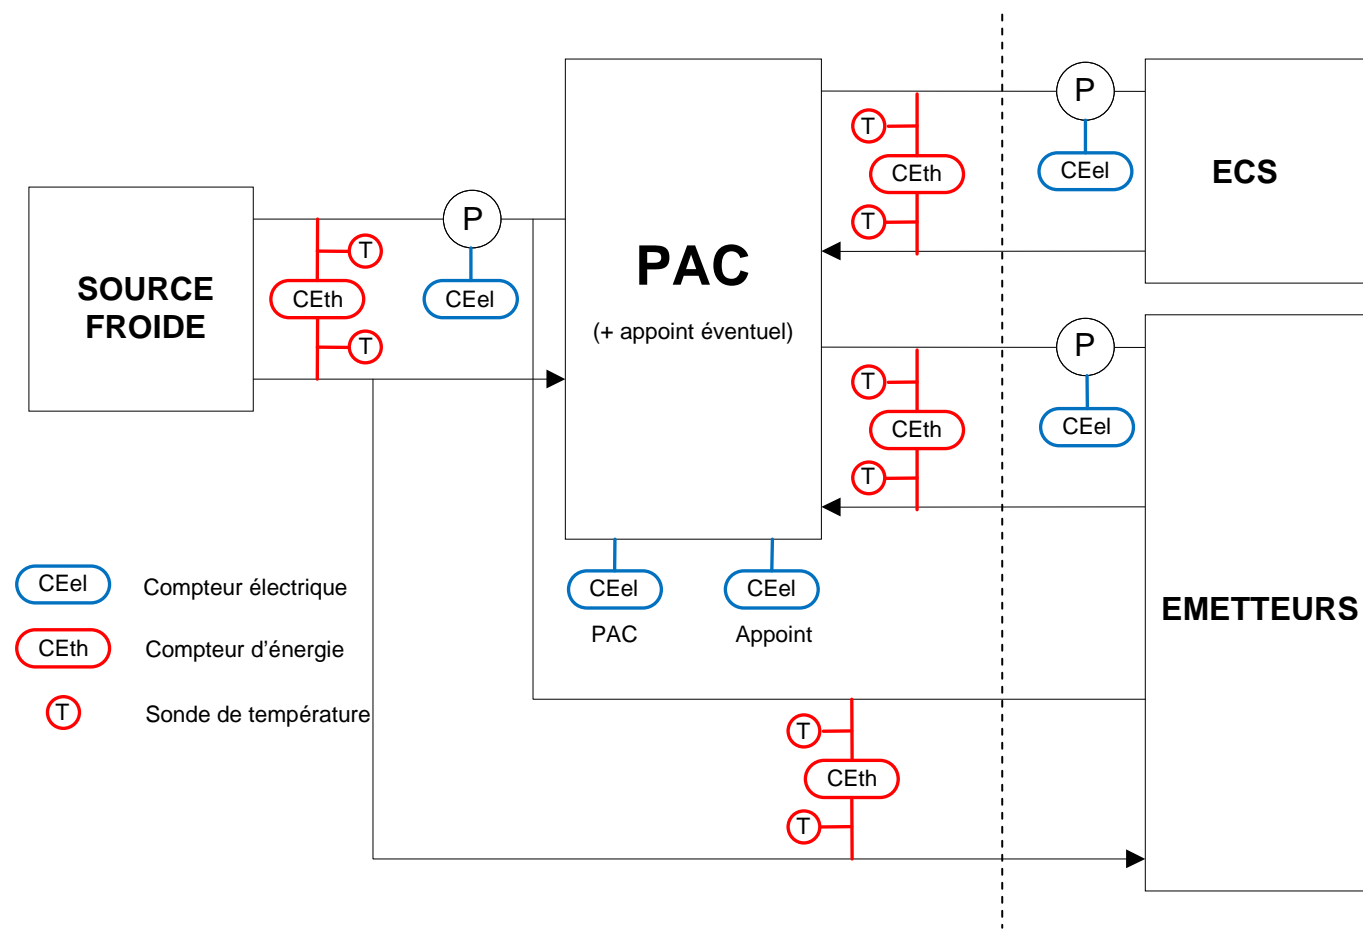 P
T
CEth
CEel
T
ECS
SOURCE
FROIDE
T
CEth
T
P
CEel
PAC
(+ appoint éventuel)
P
T
CEth
CEel
T
CEel
CEel
PAC
Appoint
EMETTEURS
CEel Compteur électrique
CEth Compteur d'énergie
T Sonde de température
T
CEth
T